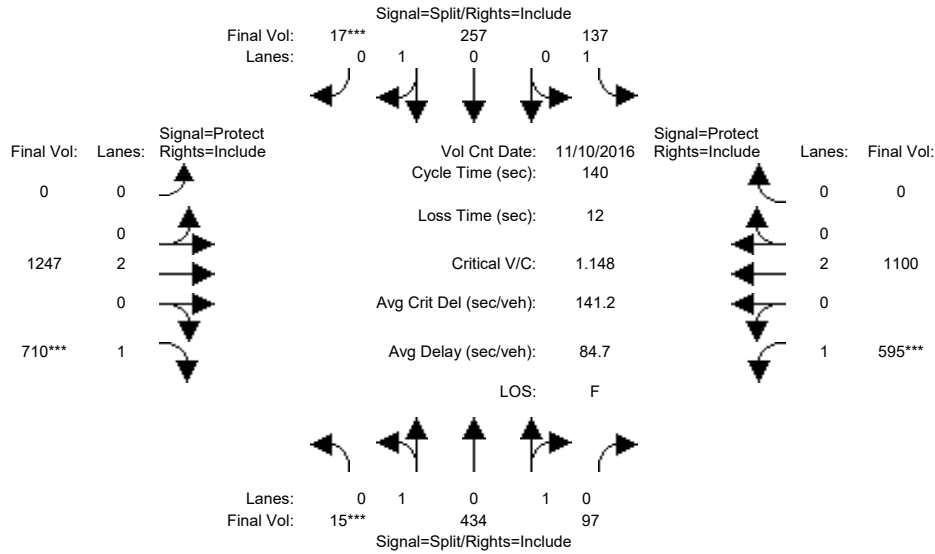 Signal=Split/Rights=Include
Final Vol: 17*** 257 137
Lanes: 0 1 0 0 1
Signal=Protect Signal=Protect
Final Vol: Lanes: Rights=Include Vol Cnt Date: 11/10/2016 Rights=Include Lanes: Final Vol:
Cycle Time (sec): 140
0 0 0 0
Loss Time (sec): 12
0 0
1247 2 Critical V/C: 1.148 2 1100
0 Avg Crit Del (sec/veh): 141.2 0
710*** 1 Avg Delay (sec/veh): 84.7 1 595***
LOS: F
Lanes: 0 1 0 1 0
Final Vol: 15*** 434 97
Signal=Split/Rights=Include